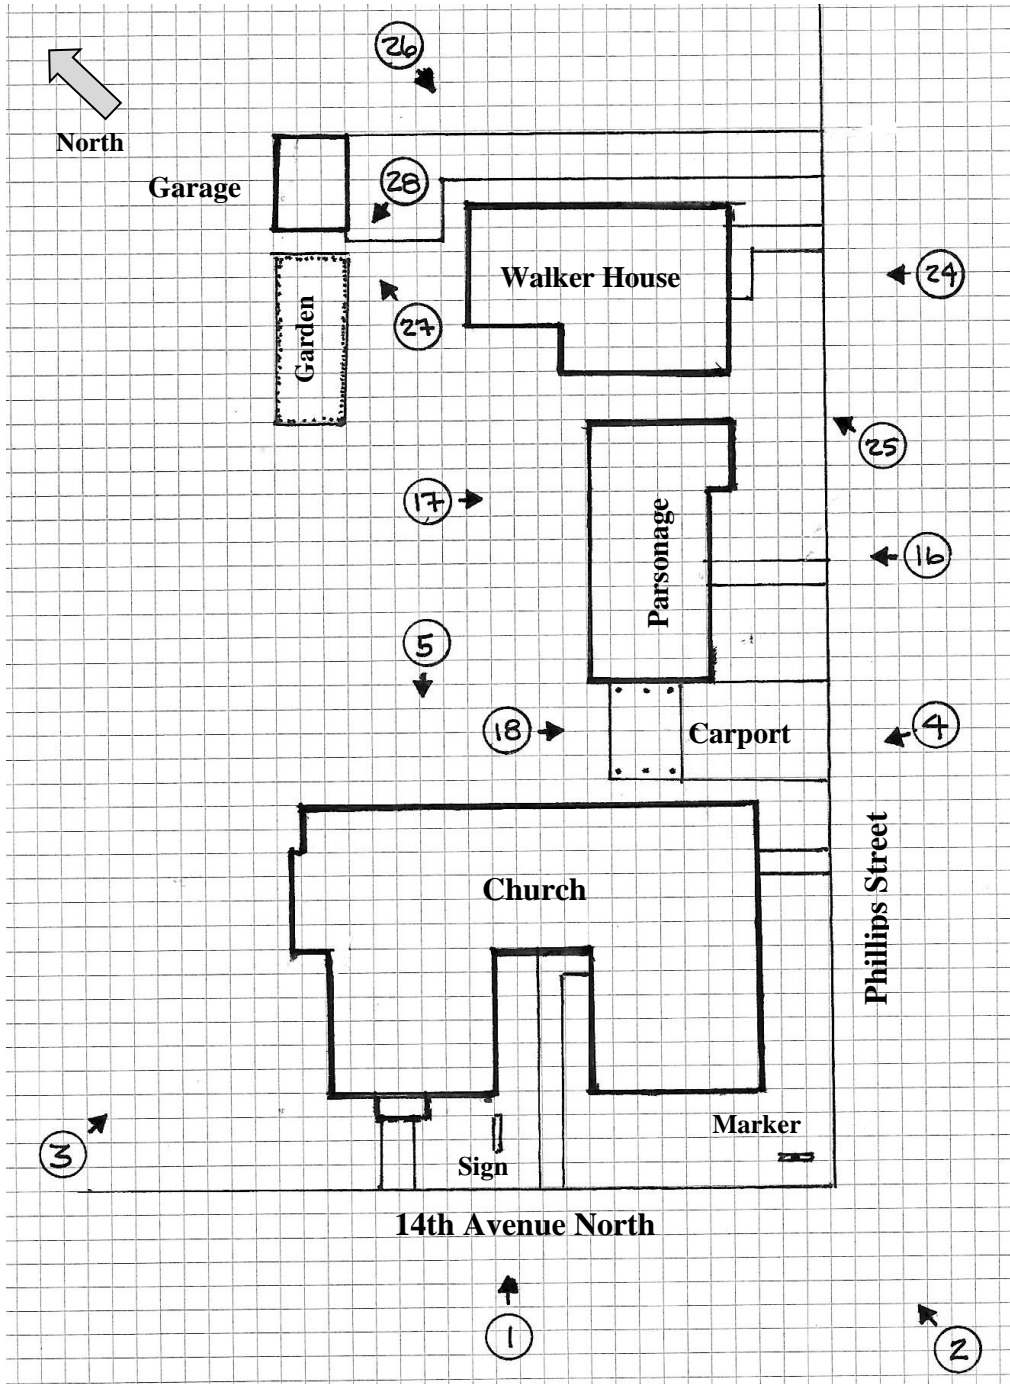 26
North
Garage
28
Walker House
24
27
Garden
25
17
Parsonage
16
5
18
Carport
4
Church
Phillips Street
3
Marker
Sign
14th Avenue North
1
2